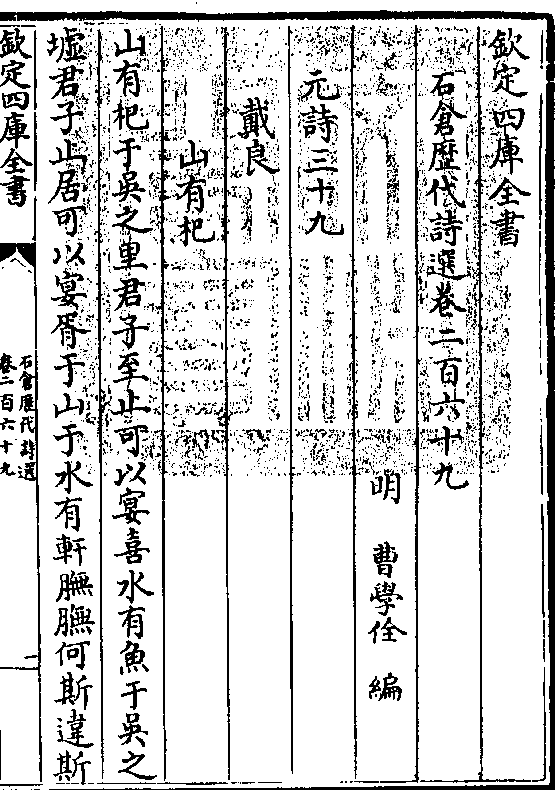 欽定四庫全書
石倉歴代詩選卷二百六十九
明 曹學佺 編
元詩三十九
戴良
山有杞
山有杞于吳之里君子至止可以宴喜水有魚于吳之
墟君子止居可以宴胥于山于水有軒膴膴何斯違斯
欽定四庫全書
石倉歷代詩選
卷二百六十九
一